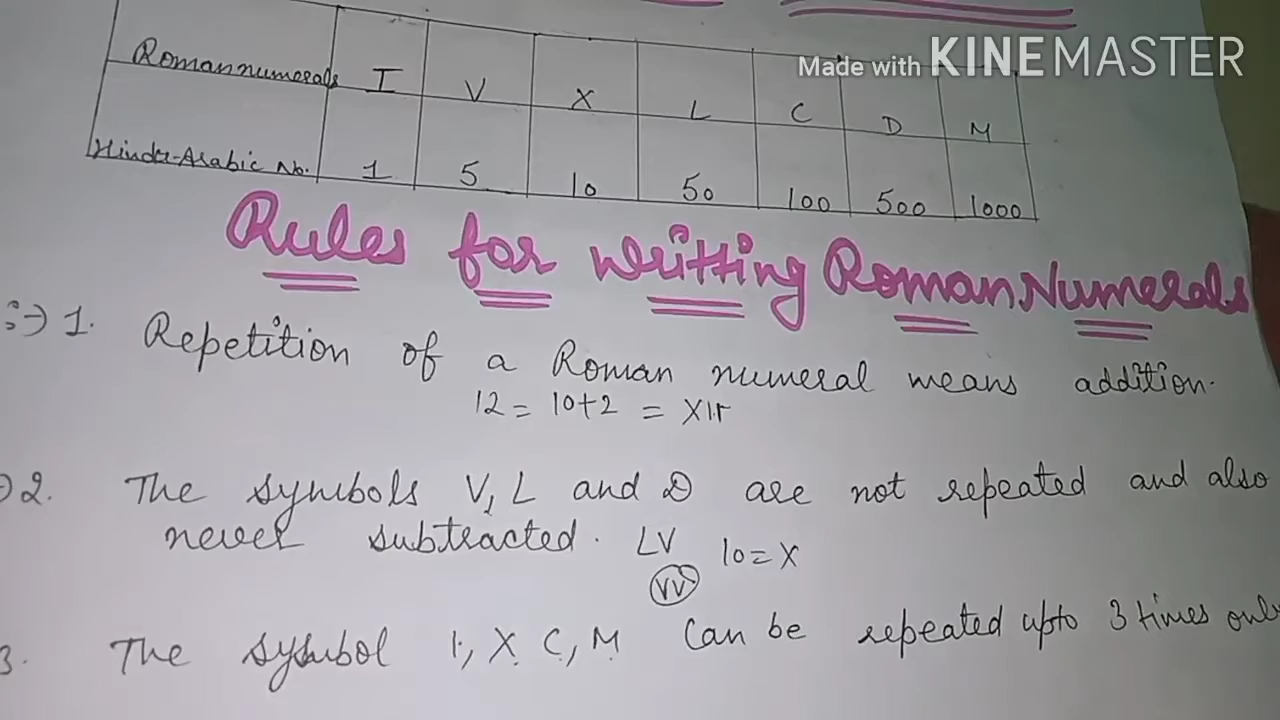 Made with KINEMASTER
Roman numerals I V X L C D M
Hindu-Arabic No. 1 5 10 50 100 500 1000
Rules for Writting Roman Numerals
1. Repetition of a Roman numeral means addition.
12 = 10+2 = XII
2. The symbols V, L and D are not repeated and also
never subtracted. LV 10 = X
VV
3. The symbol I, X, C, M can be repeated upto 3 times only